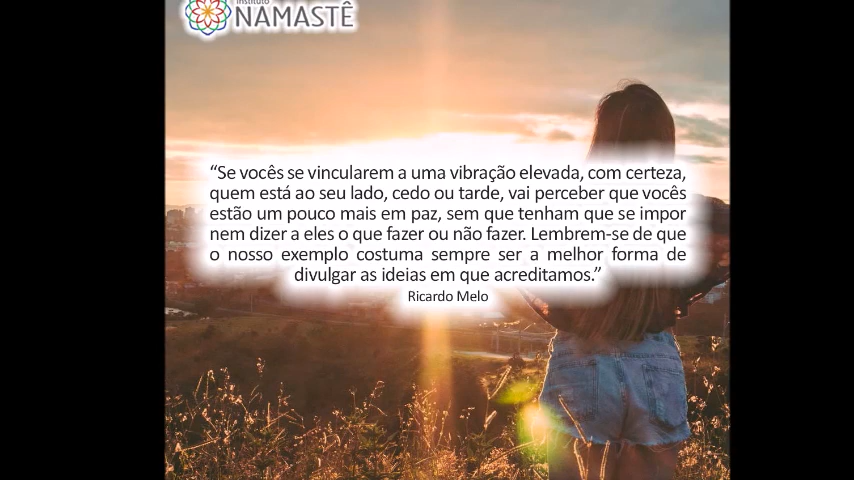 Instituto
NAMASTÊ
“Se vocês se vincularem a uma vibração elevada, com certeza,
quem está ao seu lado, cedo ou tarde, vai perceber que vocês
estão um pouco mais em paz, sem que tenham que se impor
nem dizer a eles o que fazer ou não fazer. Lembrem-se de que
o nosso exemplo costuma sempre ser a melhor forma de
divulgar as ideias em que acreditamos.”
Ricardo Melo